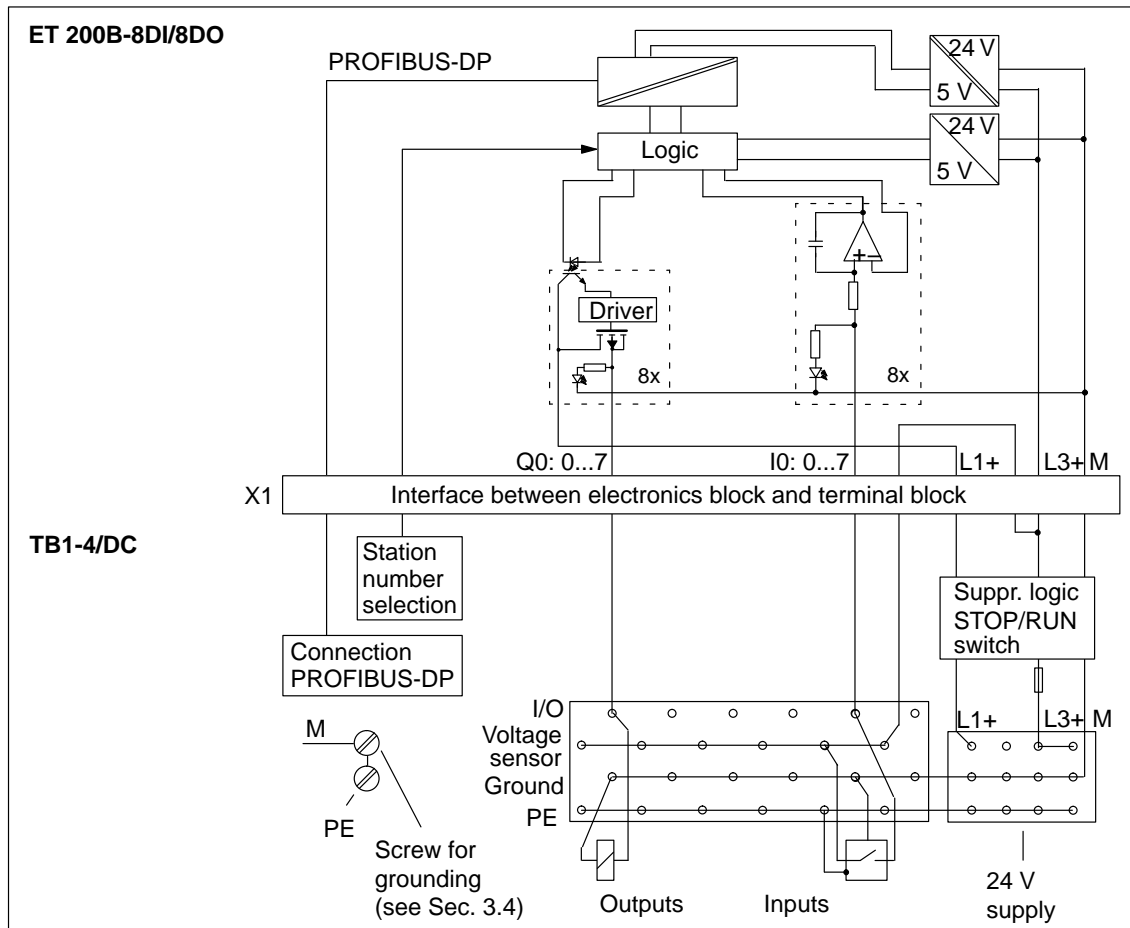 ET 200B-8DI/8DO
PROFIBUS-DP
24 V
5 V
24 V
5 V
Logic
+ −
Driver
8x
8x
Q0: 0...7
I0: 0...7
L1+
L3+ M
X1
Interface between electronics block and terminal block
TB1-4/DC
Station
number
selection
Suppr. logic
STOP/RUN
switch
Connection
PROFIBUS-DP
I/O
Voltage
sensor
Ground
PE
L1+
L3+ M
M
PE
Screw for
grounding
(see Sec. 3.4)
Outputs
Inputs
24 V
supply